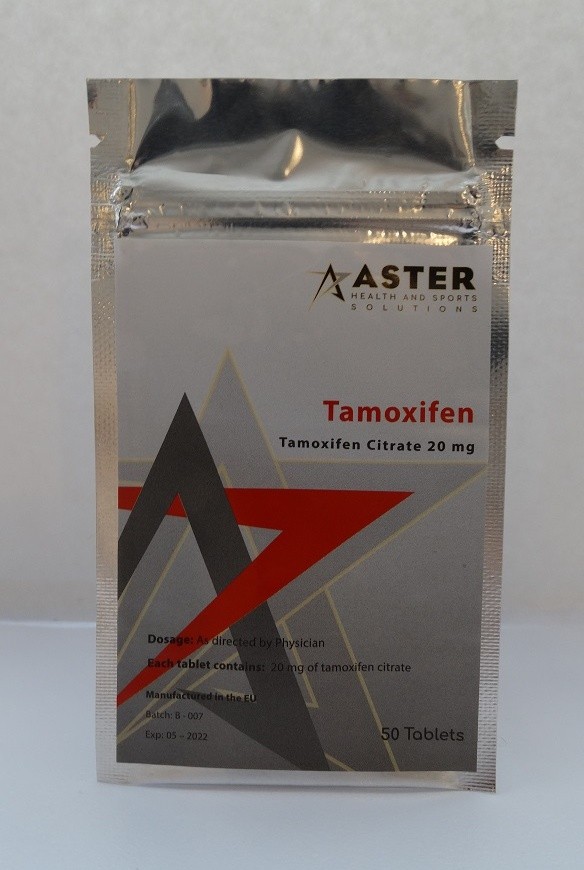 ASTER
HEALTH AND SPORTS
SOLUTIONS
Tamoxifen
Tamoxifen Citrate 20 mg
Dosage: As directed by Physician
Each tablet contains: 20 mg of tamoxifen citrate
Manufactured in the EU
Batch: B - 007
Exp: 05 – 2022
50 Tablets